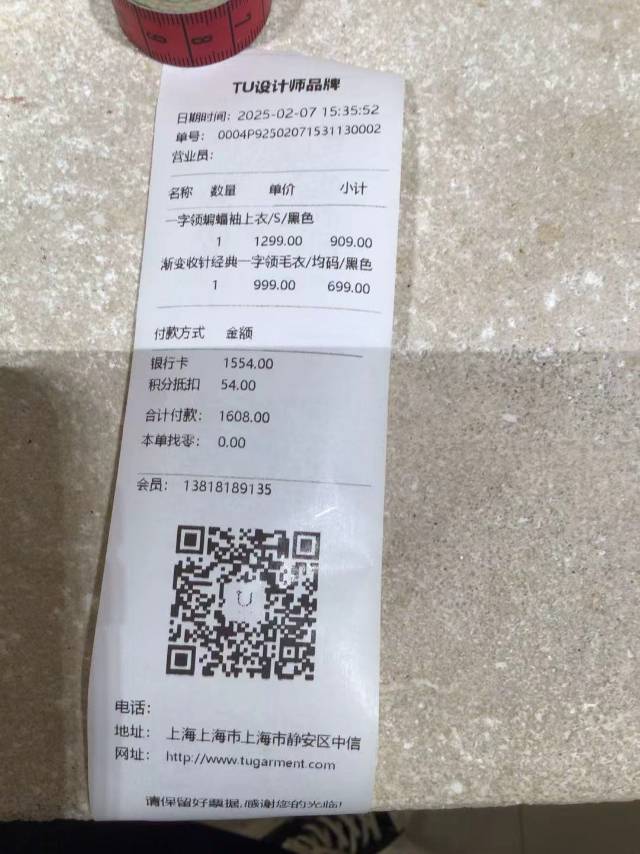 7
8
9
TU设计师品牌
日期时间: 2025-02-07 15:35:52
单号: 0004P92502071531130002
营业员:
名称 数量 单价 小计
一字领蝙蝠袖上衣/S/黑色
1 1299.00 909.00
渐变收针经典一字领毛衣/均码/黑色
1 999.00 699.00
付款方式 金额
银行卡 1554.00
积分抵扣 54.00
合计付款: 1608.00
本单找零: 0.00
会员: 13818189135
电话:
地址: 上海上海市上海市静安区中信
网址: http://www.tugarment.com
请保留好票据,感谢您的光临!